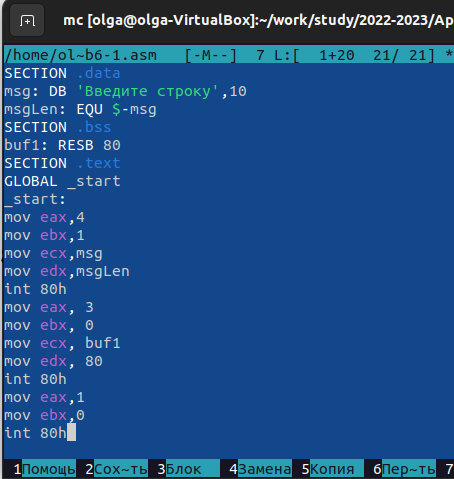 mc [olga@olga-VirtualBox]:~/work/study/2022-2023/Ap
/home/ol~b6-1.asm [-M--] 7 L:[ 1+20 21/ 21] *
SECTION .data
msg: DB 'Введите строку',10
msgLen: EQU $-msg
SECTION .bss
buf1: RESB 80
SECTION .text
GLOBAL _start
_start:
mov eax,4
mov ebx,1
mov ecx,msg
mov edx,msgLen
int 80h
mov eax, 3
mov ebx, 0
mov ecx, buf1
mov edx, 80
int 80h
mov eax,1
mov ebx,0
int 80h
1Помощь 2Сох~ть 3Блок 4Замена 5Копия 6Пер~ть 7